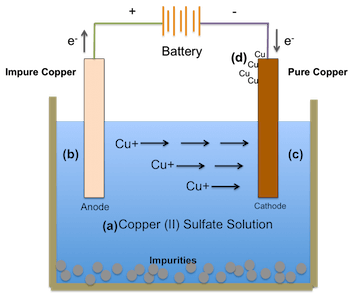 + -
e- e-
Battery
Impure Copper
(d) Cu
Cu
Cu Cu
Pure Copper
(b)
Cu+
(c)
Cu+
Cu+
Anode
Cathode
(a)Copper (II) Sulfate Solution
Impurities